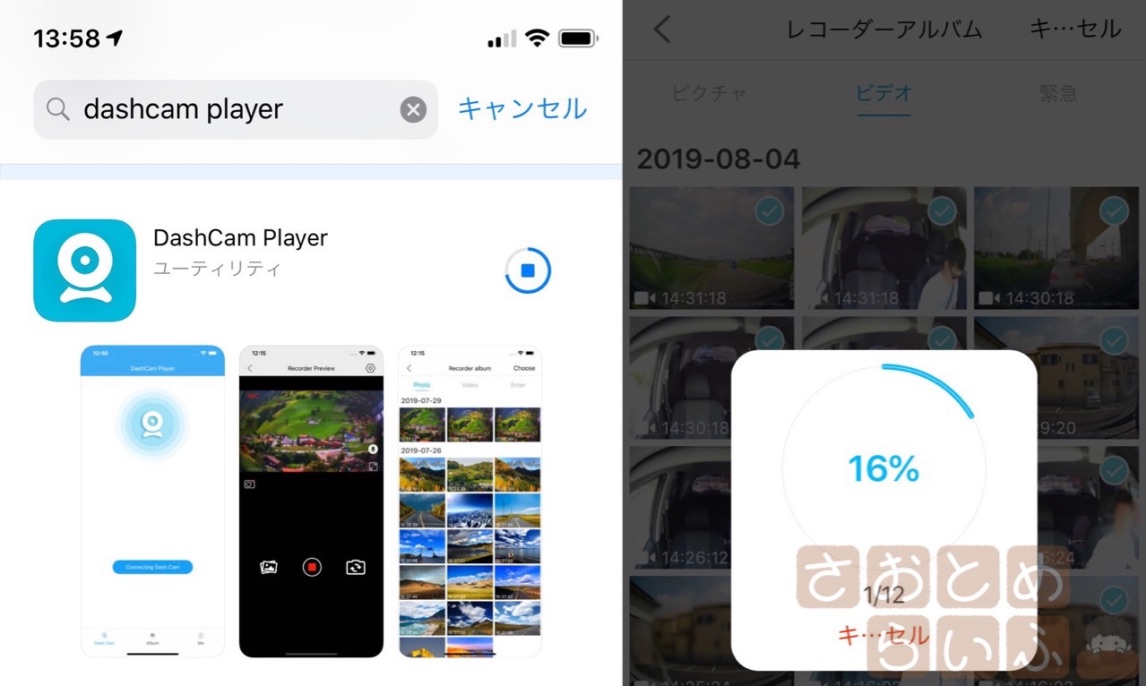 13:58
dashcam player
キャンセル
DashCam Player
ユーティリティ
10:46
DashCam Player
Connecting Dash Cam
Dash Cam
Album
Me
12:15
Recorder Preview
12:15
Recorder album
Choose
Photo
Video
Emer
2019-07-29
2019-07-26
レコーダーアルバム
キ…セル
ピクチャ
ビデオ
緊急
2019-08-04
14:31:18
14:31:18
14:30:18
14:30:18
9:20
14:26:12
5:24
16%
1/12
キ…セル
さおとめ
らいふ